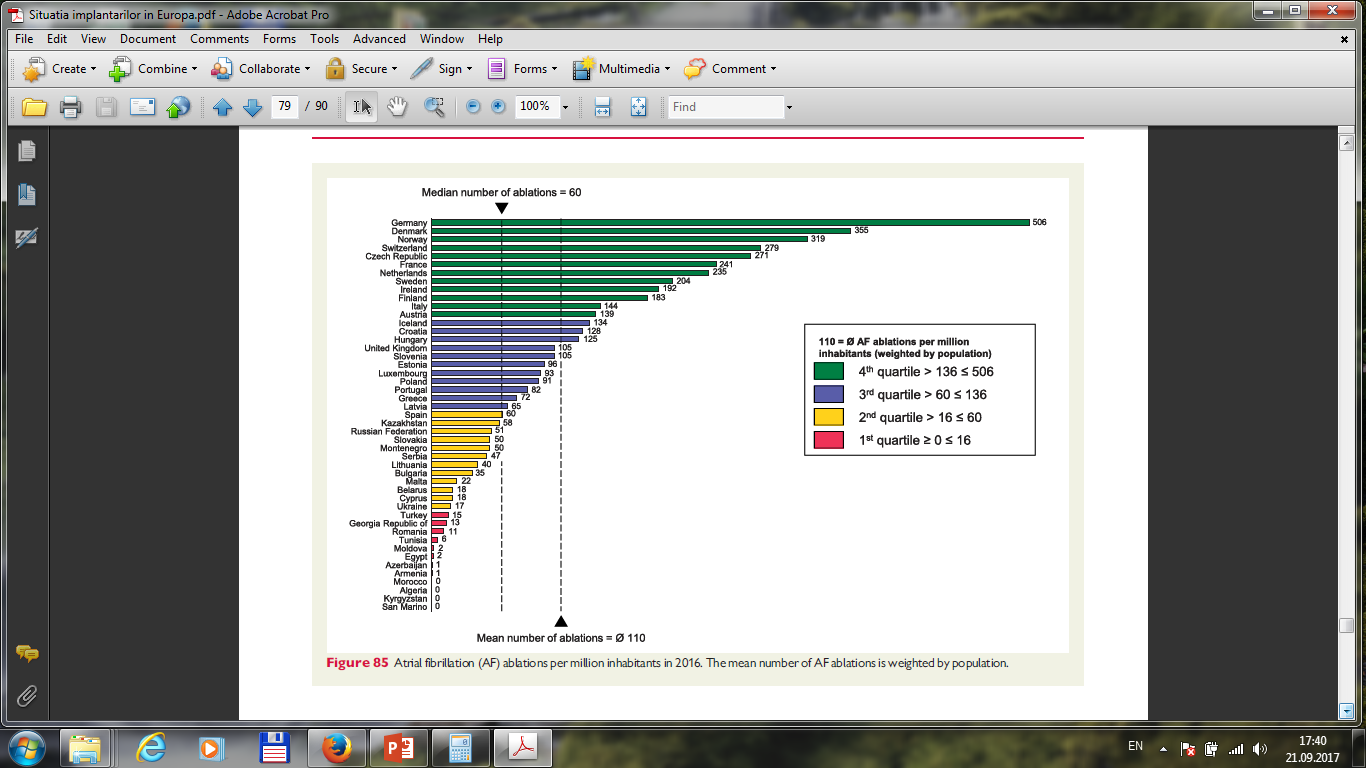 Situatia implantarilor in Europa.pdf - Adobe Acrobat Pro
File Edit View Document Comments Forms Tools Advanced Window Help
Create Combine Collaborate Secure Sign Forms Multimedia Comment
79 / 90 100% Find
Median number of ablations = 60
Germany 506
Denmark 355
Norway 319
Switzerland 279
Czech Republic 271
France 241
Netherlands 235
Sweden 204
Ireland 192
Finland 183
Italy 144
Austria 139
Iceland 134
Croatia 128
Hungary 125
United Kingdom 105
Slovenia 105
Estonia 96
Luxembourg 93
Poland 91
Portugal 82
Greece 72
Latvia 65
Spain 60
Kazakhstan 58
Russian Federation 51
Slovakia 50
Montenegro 50
Serbia 47
Lithuania 40
Bulgaria 35
Malta 22
Belarus 18
Cyprus 18
Ukraine 17
Turkey 15
Georgia Republic of 13
Romania 11
Tunisia 6
Moldova 2
Egypt 2
Azerbaijan 1
Armenia 1
Morocco 0
Algeria 0
Kyrgyzstan 0
San Marino 0
110 = Ø AF ablations per million
inhabitants (weighted by population)
4th quartile > 136 ≤ 506
3rd quartile > 60 ≤ 136
2nd quartile > 16 ≤ 60
1st quartile ≥ 0 ≤ 16
Mean number of ablations = Ø 110
Figure 85 Atrial fibrillation (AF) ablations per million inhabitants in 2016. The mean number of AF ablations is weighted by population.
EN 17:40
21.09.2017